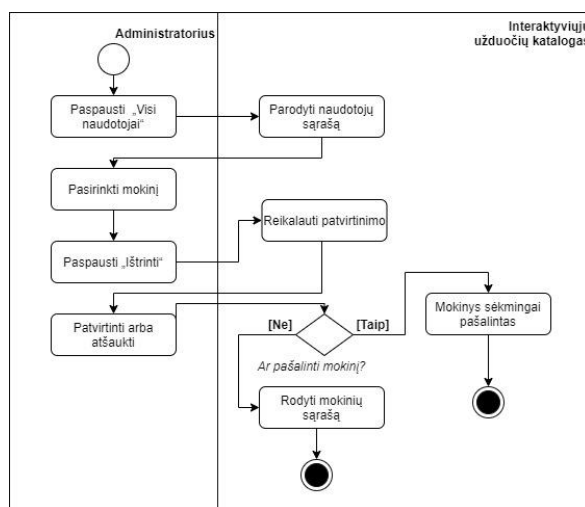 Administratorius
Interaktyviųjų
užduočių katalogas
Paspausti „Visi
naudotojai“
Parodyti naudotojų
sąrašą
Pasirinkti mokinį
Paspausti „Ištrinti“
Reikalauti patvirtinimo
Patvirtinti arba
atšaukti
[Ne]
[Taip]
Ar pašalinti mokinį?
Mokinys sėkmingai
pašalintas
Rodyti mokinių
sąrašą